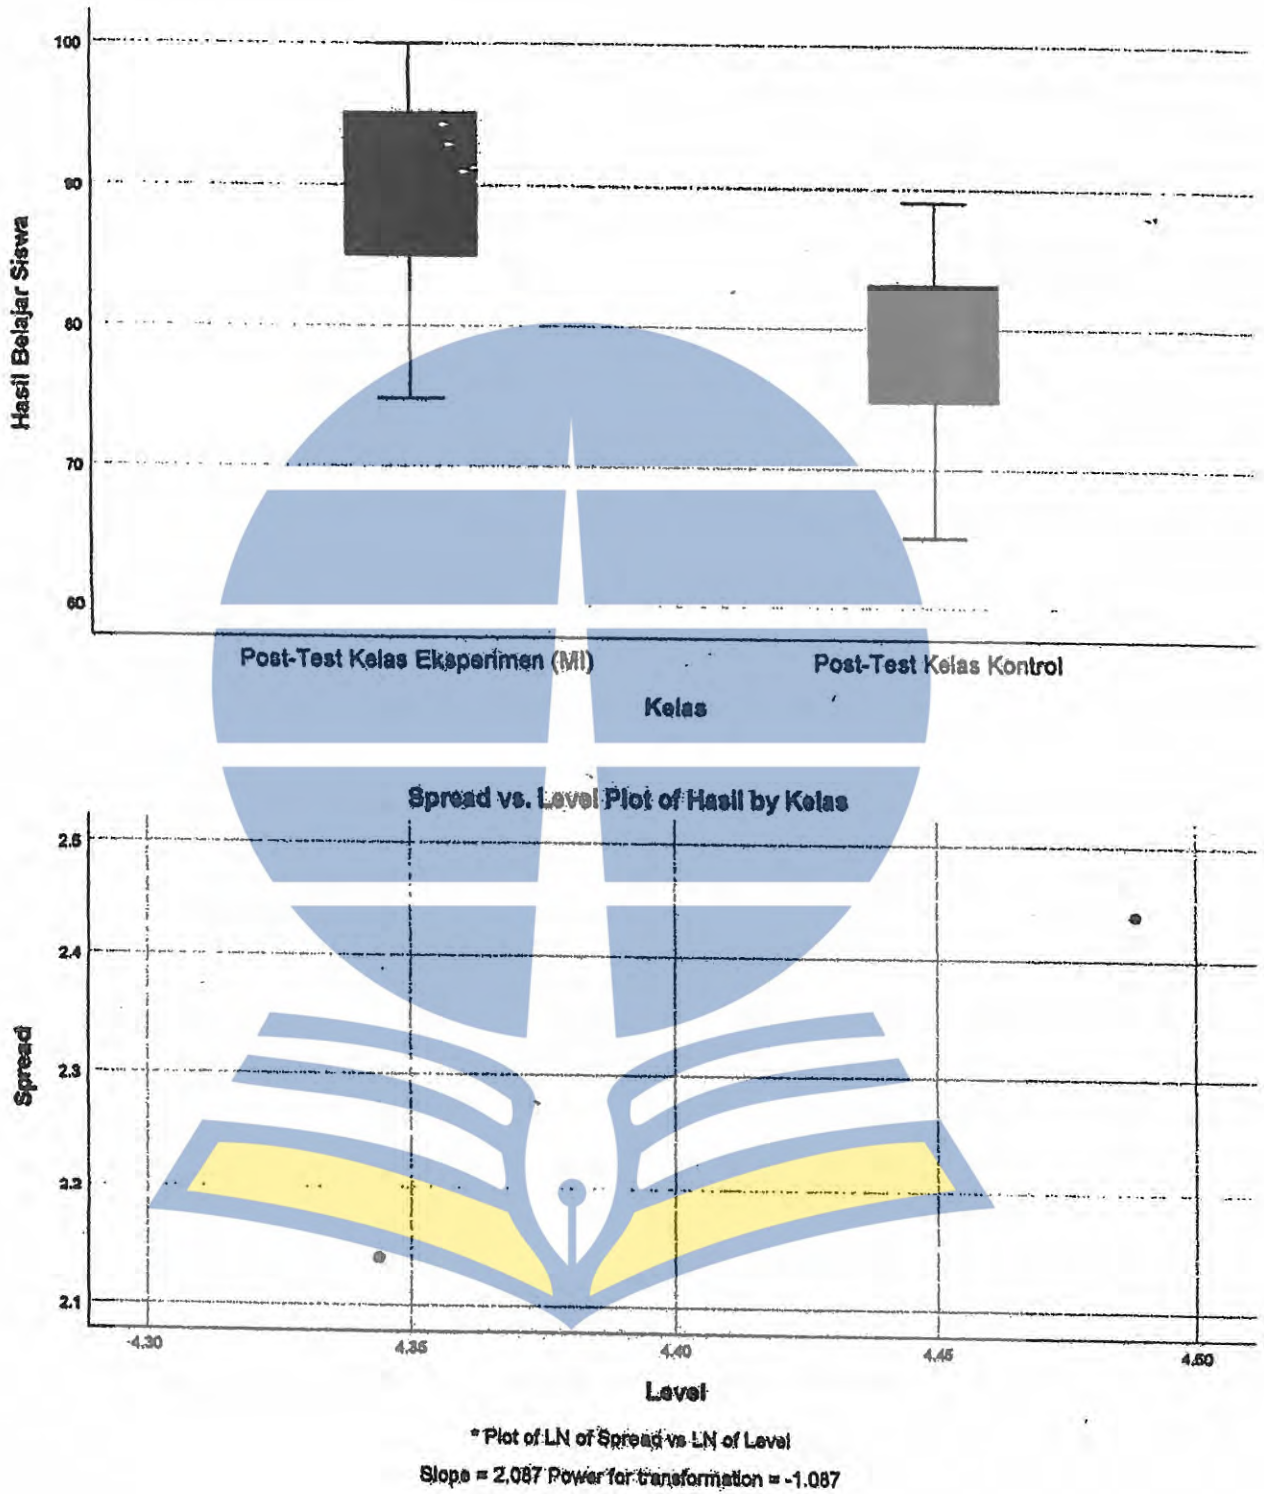 100
90
80
70
60
Hasil Belajar Siswa
Post-Test Kelas Eksperimen (MI)
Post-Test Kelas Kontrol
Kelas
Spread vs. Level Plot of Hasil by Kelas
2.5
2.4
2.3
2.2
2.1
Spread
4.30
4.35
4.40
4.45
4.50
Level
* Plot of LN of Spread vs LN of Level
Slope = 2.087 Power for transformation = -1.087